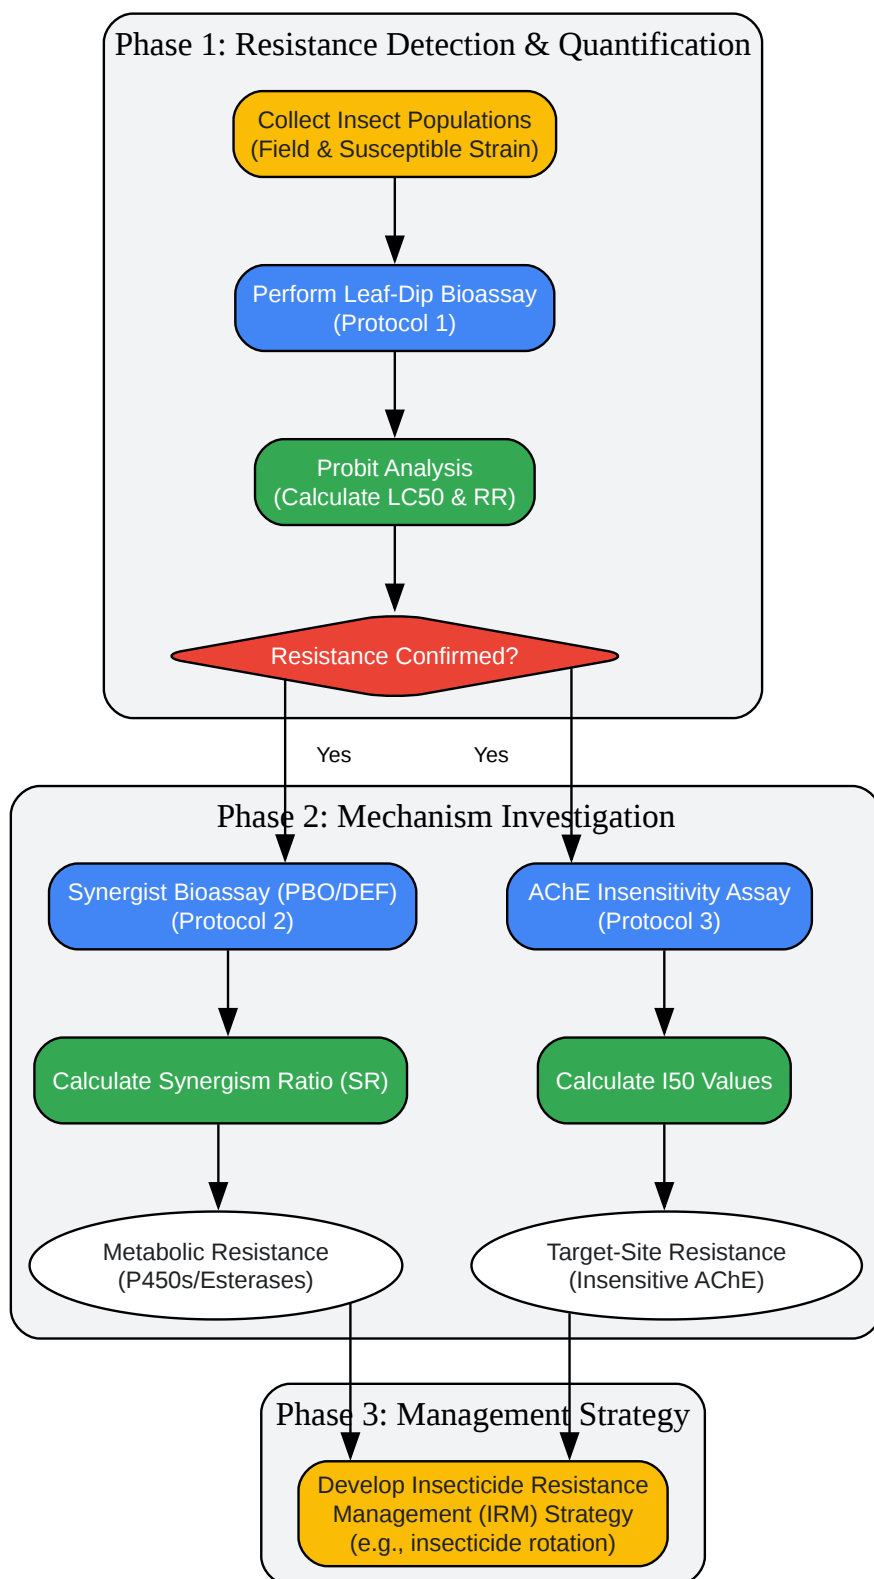 Phase 1: Resistance Detection & Quantification
Collect Insect Populations
(Field & Susceptible Strain)
Perform Leaf-Dip Bioassay
(Protocol 1)
Probit Analysis
(Calculate LC50 & RR)
Resistance Confirmed?
Yes
Yes
Phase 2: Mechanism Investigation
Synergist Bioassay (PBO/DEF)
(Protocol 2)
AChE Insensitivity Assay
(Protocol 3)
Calculate Synergism Ratio (SR)
Calculate I50 Values
Metabolic Resistance
(P450s/Esterases)
Target-Site Resistance
(Insensitive AChE)
Phase 3: Management Strategy
Develop Insecticide Resistance
Management (IRM) Strategy
(e.g., insecticide rotation)